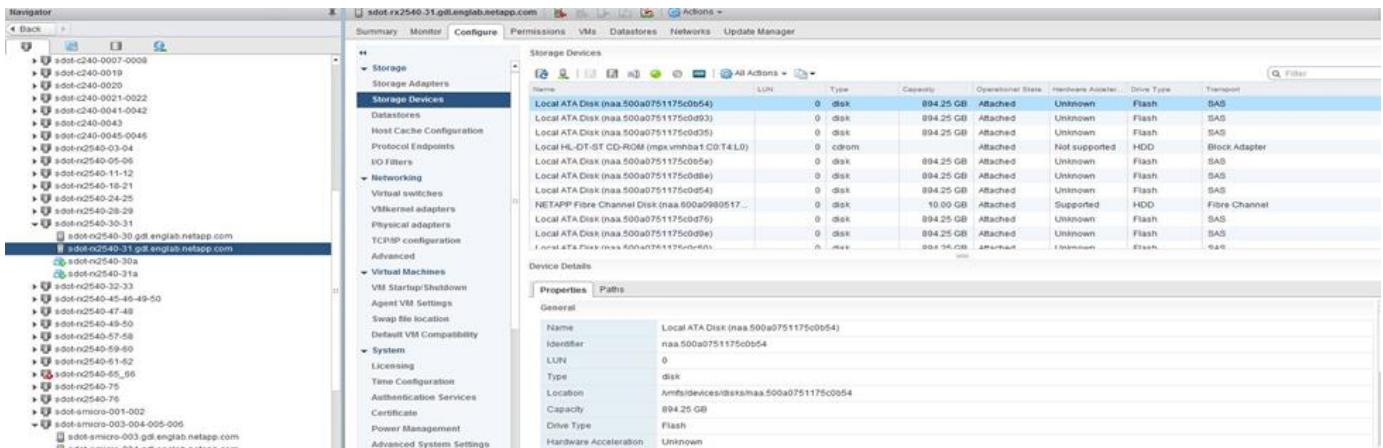 Navigator
Back
sdot-c240-0007-0008
sdot-c240-0019
sdot-c240-0020
sdot-c240-0021-0022
sdot-c240-0041-0042
sdot-c240-0043
sdot-c240-0045-0046
sdot-rx2540-03-04
sdot-rx2540-05-06
sdot-rx2540-11-12
sdot-rx2540-18-21
sdot-rx2540-24-25
sdot-rx2540-28-29
sdot-rx2540-30-31
sdot-rx2540-30.gdl.englab.netapp.com
sdot-rx2540-31.gdl.englab.netapp.com
sdot-rx2540-30a
sdot-rx2540-31a
sdot-rx2540-32-33
sdot-rx2540-45-46-49-50
sdot-rx2540-47-48
sdot-rx2540-49-50
sdot-rx2540-57-58
sdot-rx2540-59-60
sdot-rx2540-61-62
sdot-rx2540-65_66
sdot-rx2540-75
sdot-rx2540-76
sdot-smicro-001-002
sdot-smicro-003-004-005-006
sdot-smicro-003.gdl.englab.netapp.com
sdot-rx2540-31.gdl.englab.netapp.com Actions
Summary Monitor Configure Permissions VMs Datastores Networks Update Manager
Storage
Storage Adapters
Storage Devices
Datastores
Host Cache Configuration
Protocol Endpoints
I/O Filters
Networking
Virtual switches
VMkernel adapters
Physical adapters
TCP/IP configuration
Advanced
Virtual Machines
VM Startup/Shutdown
Agent VM Settings
Swap file location
Default VM Compatibility
System
Licensing
Time Configuration
Authentication Services
Certificate
Power Management
Advanced System Settings
Storage Devices
All Actions
Filter
Name LUN Type Capacity Operational State Hardware Acceler... Drive Type Transport
Local ATA Disk (naa.500a0751175c0b54) 0 disk 894.25 GB Attached Unknown Flash SAS
Local ATA Disk (naa.500a0751175c0d93) 0 disk 894.25 GB Attached Unknown Flash SAS
Local ATA Disk (naa.500a0751175c0d35) 0 disk 894.25 GB Attached Unknown Flash SAS
Local HL-DT-ST CD-ROM (mpx.vmhba1:C0:T4:L0) 0 cdrom Attached Not supported HDD Block Adapter
Local ATA Disk (naa.500a0751175c0b5e) 0 disk 894.25 GB Attached Unknown Flash SAS
Local ATA Disk (naa.500a0751175c0d8e) 0 disk 894.25 GB Attached Unknown Flash SAS
Local ATA Disk (naa.500a0751175c0d54) 0 disk 894.25 GB Attached Unknown Flash SAS
NETAPP Fibre Channel Disk (naa.600a0980517... 0 disk 10.00 GB Attached Supported HDD Fibre Channel
Local ATA Disk (naa.500a0751175c0d76) 0 disk 894.25 GB Attached Unknown Flash SAS
Local ATA Disk (naa.500a0751175c0d9e) 0 disk 894.25 GB Attached Unknown Flash SAS
Local ATA Disk 0 disk 894.25 GB Attached Unknown Flash SAS
Device Details
Properties Paths
General
Name Local ATA Disk (naa.500a0751175c0b54)
Identifier naa.500a0751175c0b54
LUN 0
Type disk
Location /vmfs/devices/disks/naa.500a0751175c0b54
Capacity 894.25 GB
Drive Type Flash
Hardware Acceleration Unknown